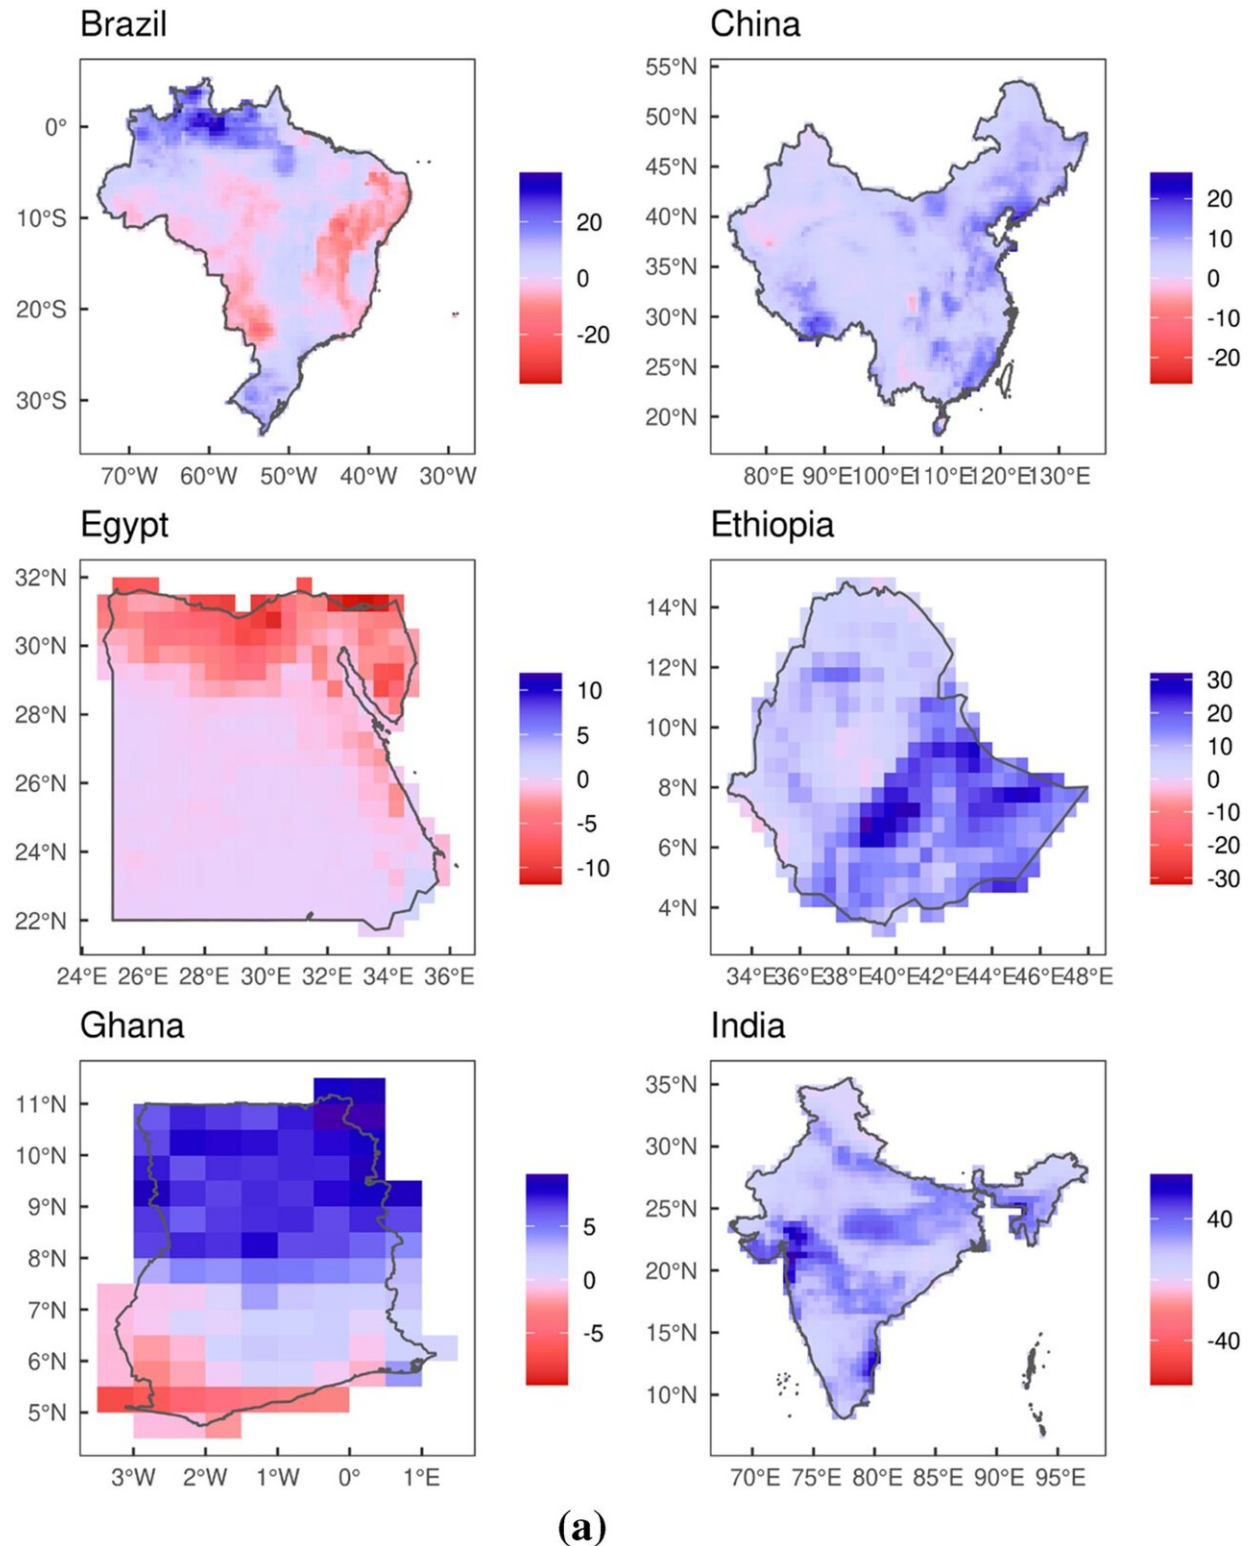 Brazil
0°
10°S
20°S
30°S
70°W 60°W 50°W 40°W 30°W
20
0
-20
China
55°N
50°N
45°N
40°N
35°N
30°N
25°N
20°N
80°E 90°E100°E110°E120°E130°E
20
10
0
-10
-20
Egypt
32°N
30°N
28°N
26°N
24°N
22°N
24°E 26°E 28°E 30°E 32°E 34°E 36°E
10
5
0
-5
-10
Ethiopia
14°N
12°N
10°N
8°N
6°N
4°N
34°E36°E38°E40°E42°E44°E46°E48°E
30
20
10
0
-10
-20
-30
Ghana
11°N
10°N
9°N
8°N
7°N
6°N
5°N
3°W 2°W 1°W 0° 1°E
5
0
-5
India
35°N
30°N
25°N
20°N
15°N
10°N
70°E 75°E 80°E 85°E 90°E 95°E
40
0
-40
(a)